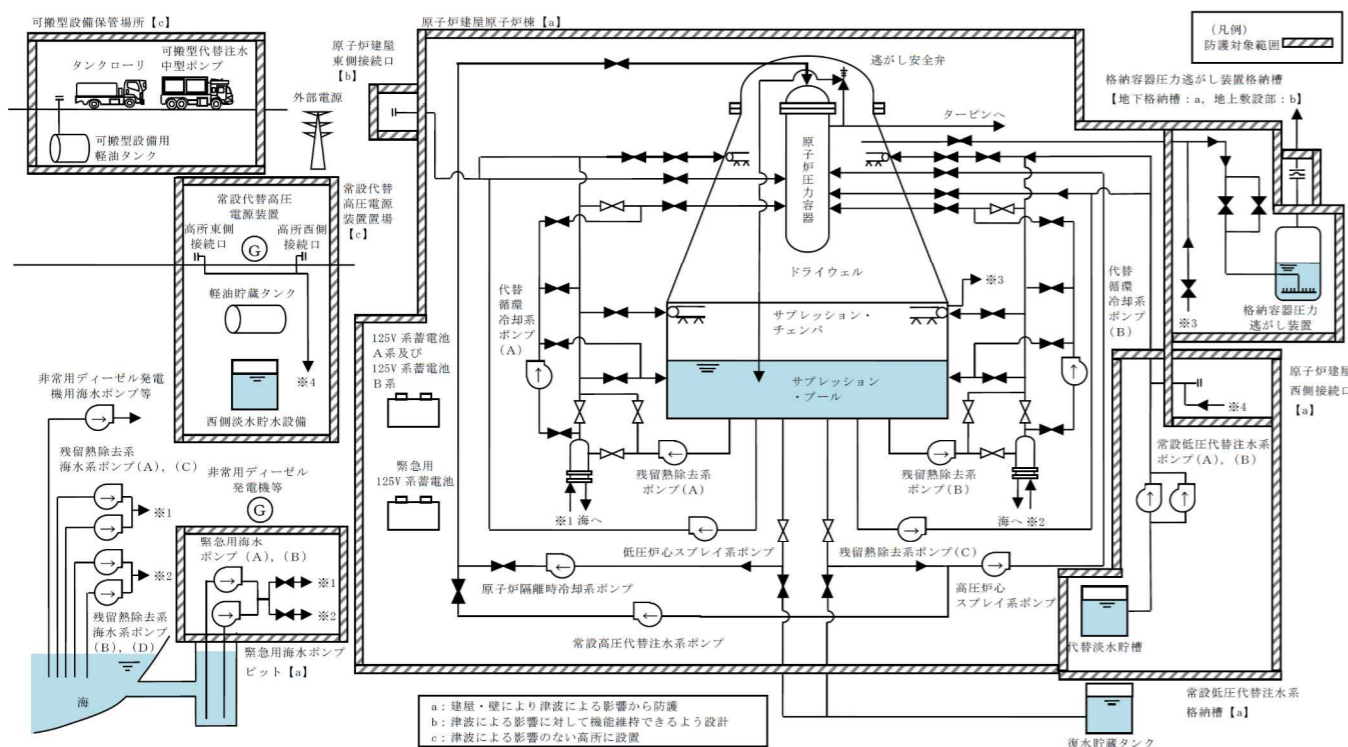 可搬型設備保管場所【c】
タンクローリ
可搬型代替注水
中型ポンプ
可搬型設備用
軽油タンク
外部電源
原子炉建屋
東側接続口
【b】
原子炉建屋原子炉棟【a】
(凡例)
防護対象範囲
格納容器圧力逃がし装置格納槽
【地下格納槽:a，地上敷設部:b】
逃がし安全弁
タービンへ
原子炉圧力容器
ドライウェル
サプレッション・
チェンバ
サプレッション
・プール
※3
※3
格納容器圧力
逃がし装置
常設代替高圧
電源装置
高所東側
接続口
高所西側
接続口
G
軽油貯蔵タンク
西側淡水貯水設備
※4
常設代替
高圧電源
装置置場
【c】
代替
循環
冷却系
ポンプ
(A)
代替
循環
冷却系
ポンプ
(B)
125V 系蓄電池
A系及び
125V 系蓄電池
B系
緊急用
125V 系蓄電池
原子炉建屋
西側接続口
【a】
※4
常設低圧代替注水系
ポンプ(A)，(B)
非常用ディーゼル発電
機用海水ポンプ等
残留熱除去系
海水系ポンプ(A)，(C)
※1
※2
残留熱除去系
海水系ポンプ
(B)，(D)
海
非常用ディーゼル
発電機等
G
緊急用海水
ポンプ(A)，(B)
※1
※2
緊急用海水ポンプ
ピット【a】
残留熱除去系
ポンプ(A)
残留熱除去系
ポンプ(B)
※1 海へ
海へ ※2
低圧炉心スプレイ系ポンプ
残留熱除去系ポンプ(C)
原子炉隔離時冷却系ポンプ
高圧炉心
スプレイ系ポンプ
常設高圧代替注水系ポンプ
代替淡水貯槽
常設低圧代替注水系
格納槽【a】
復水貯蔵タンク
a:建屋・壁により津波による影響から防護
b:津波による影響に対して機能維持できるよう設計
c:津波による影響のない高所に設置